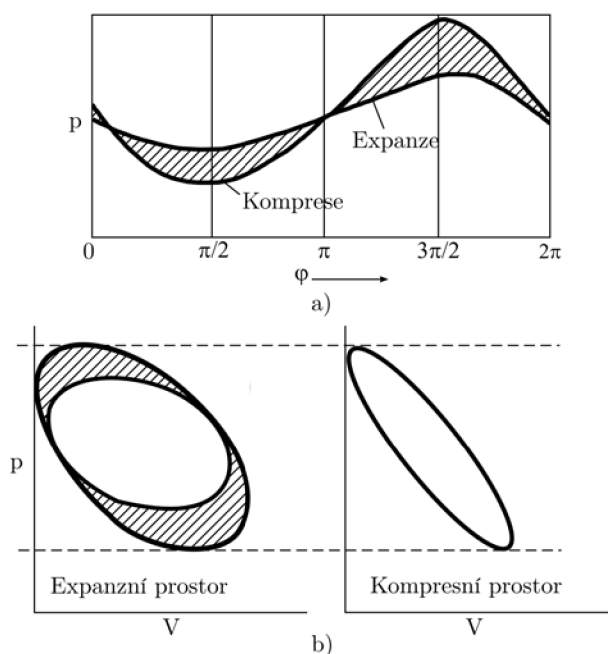 p
Expanze
Komprese
0 π/2 π 3π/2 2π
φ
a)
p
Expanzní prostor
Kompresní prostor
V
V
b)